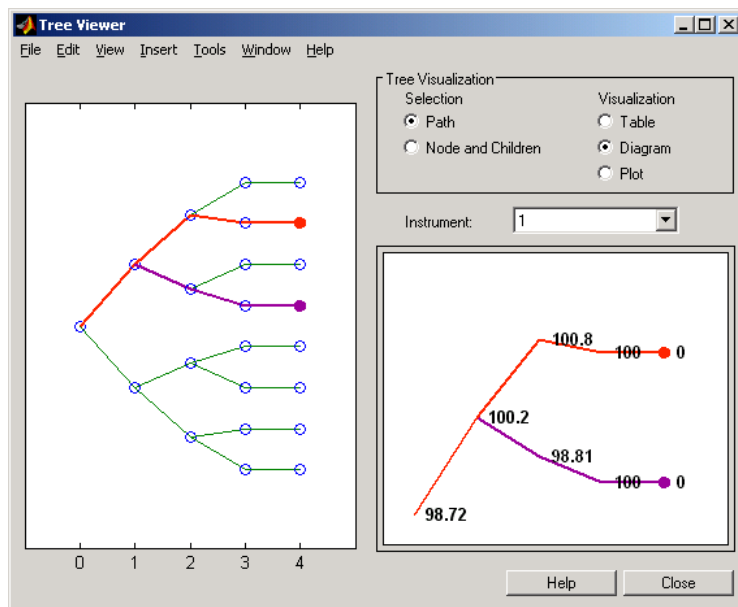 Tree Viewer
File Edit View Insert Tools Window Help
Tree Visualization
Selection Visualization
Path Table
Node and Children Diagram
Plot
Instrument: 1
100.8
100 0
100.2
98.81
100 0
98.72
0 1 2 3 4
Help Close